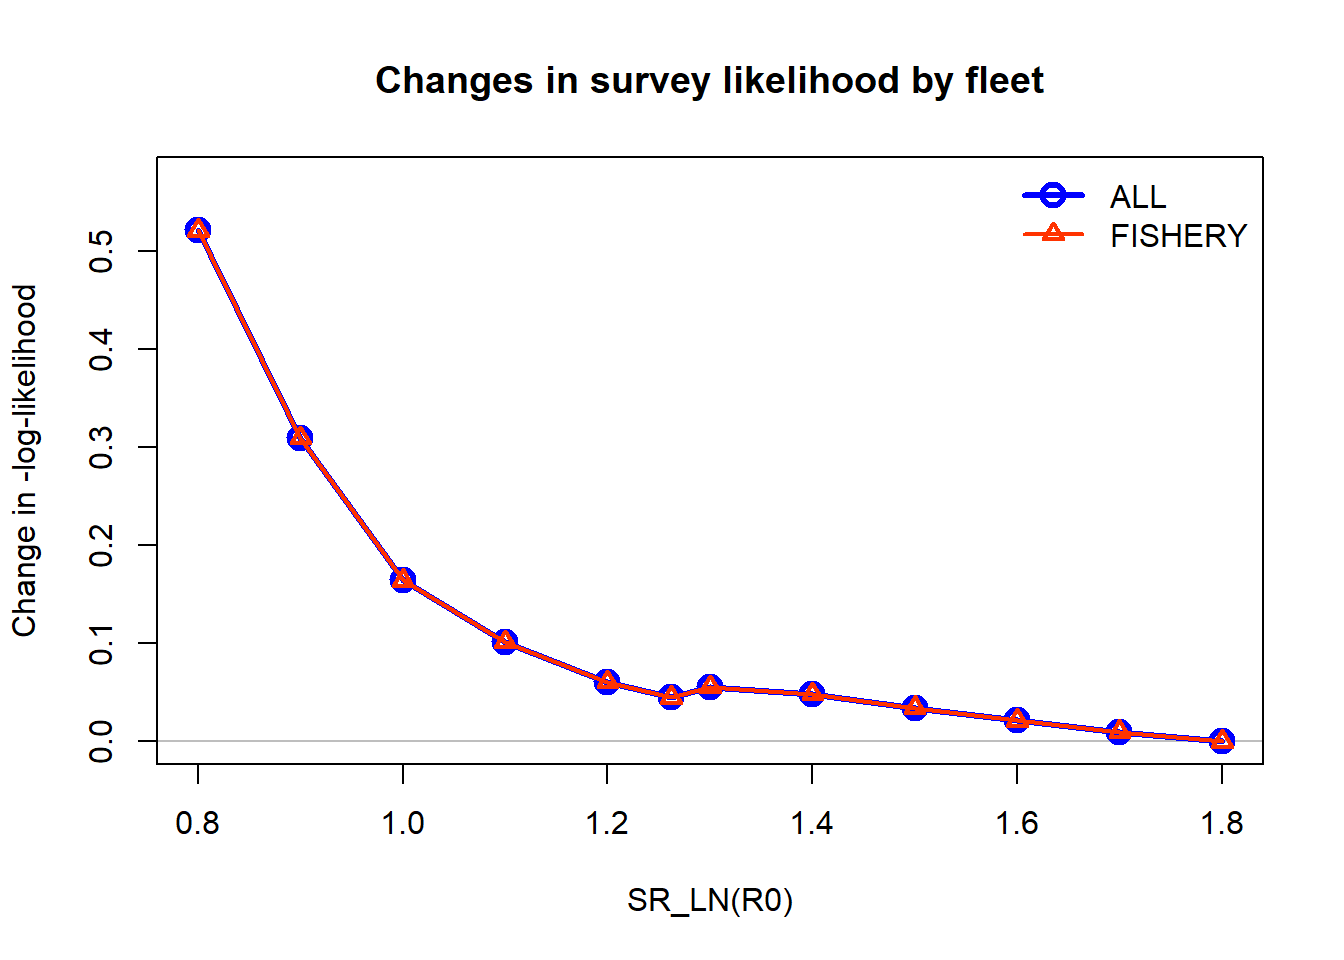 Changes in survey likelihood by fleet
ALL
FISHERY
Change in -log-likelihood
0.5
0.4
0.3
0.2
0.1
0.0
0.8 1.0 1.2 1.4 1.6 1.8
SR_LN(R0)